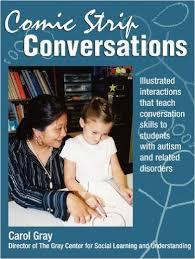 Comic Strip
Conversations
Illustrated
interactions
that teach
conversation
skills to
students
with autism
and related
disorders
Carol Gray
Director of The Gray Center for Social Learning and Understanding